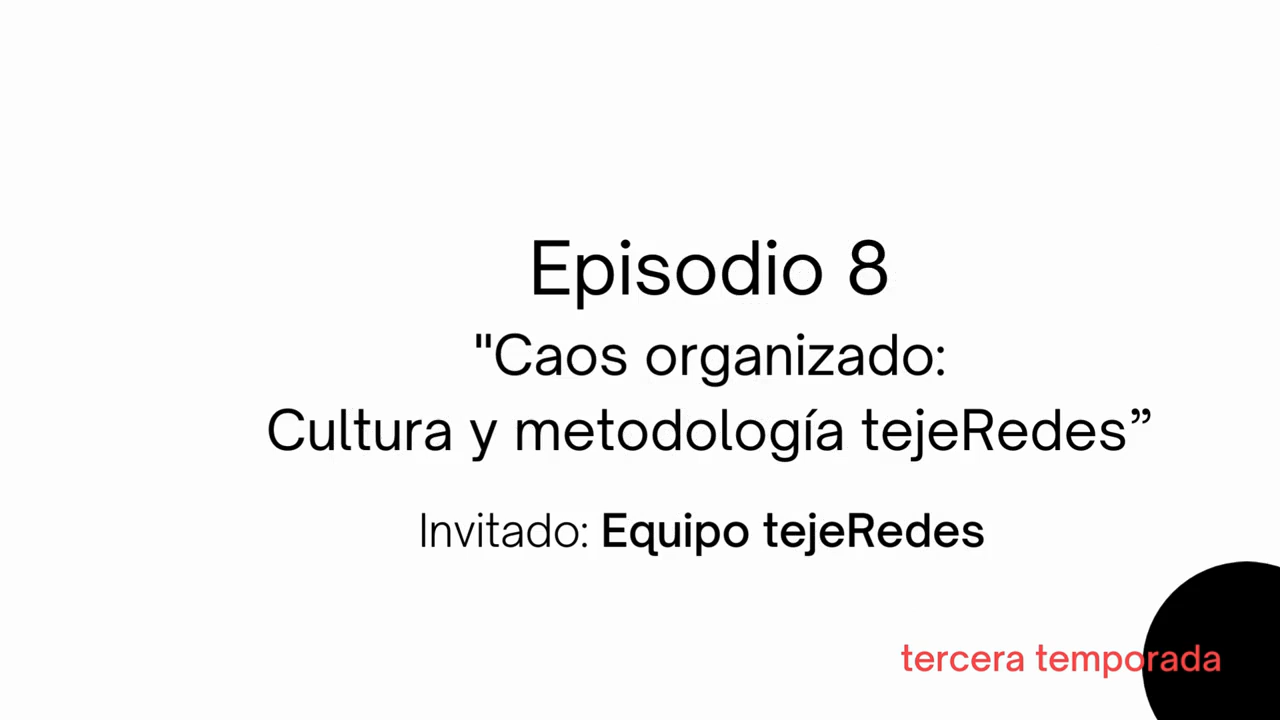 Episodio 8
"Caos organizado:
Cultura y metodología tejeRedes”
Invitado: Equipo tejeRedes
tercera temporada